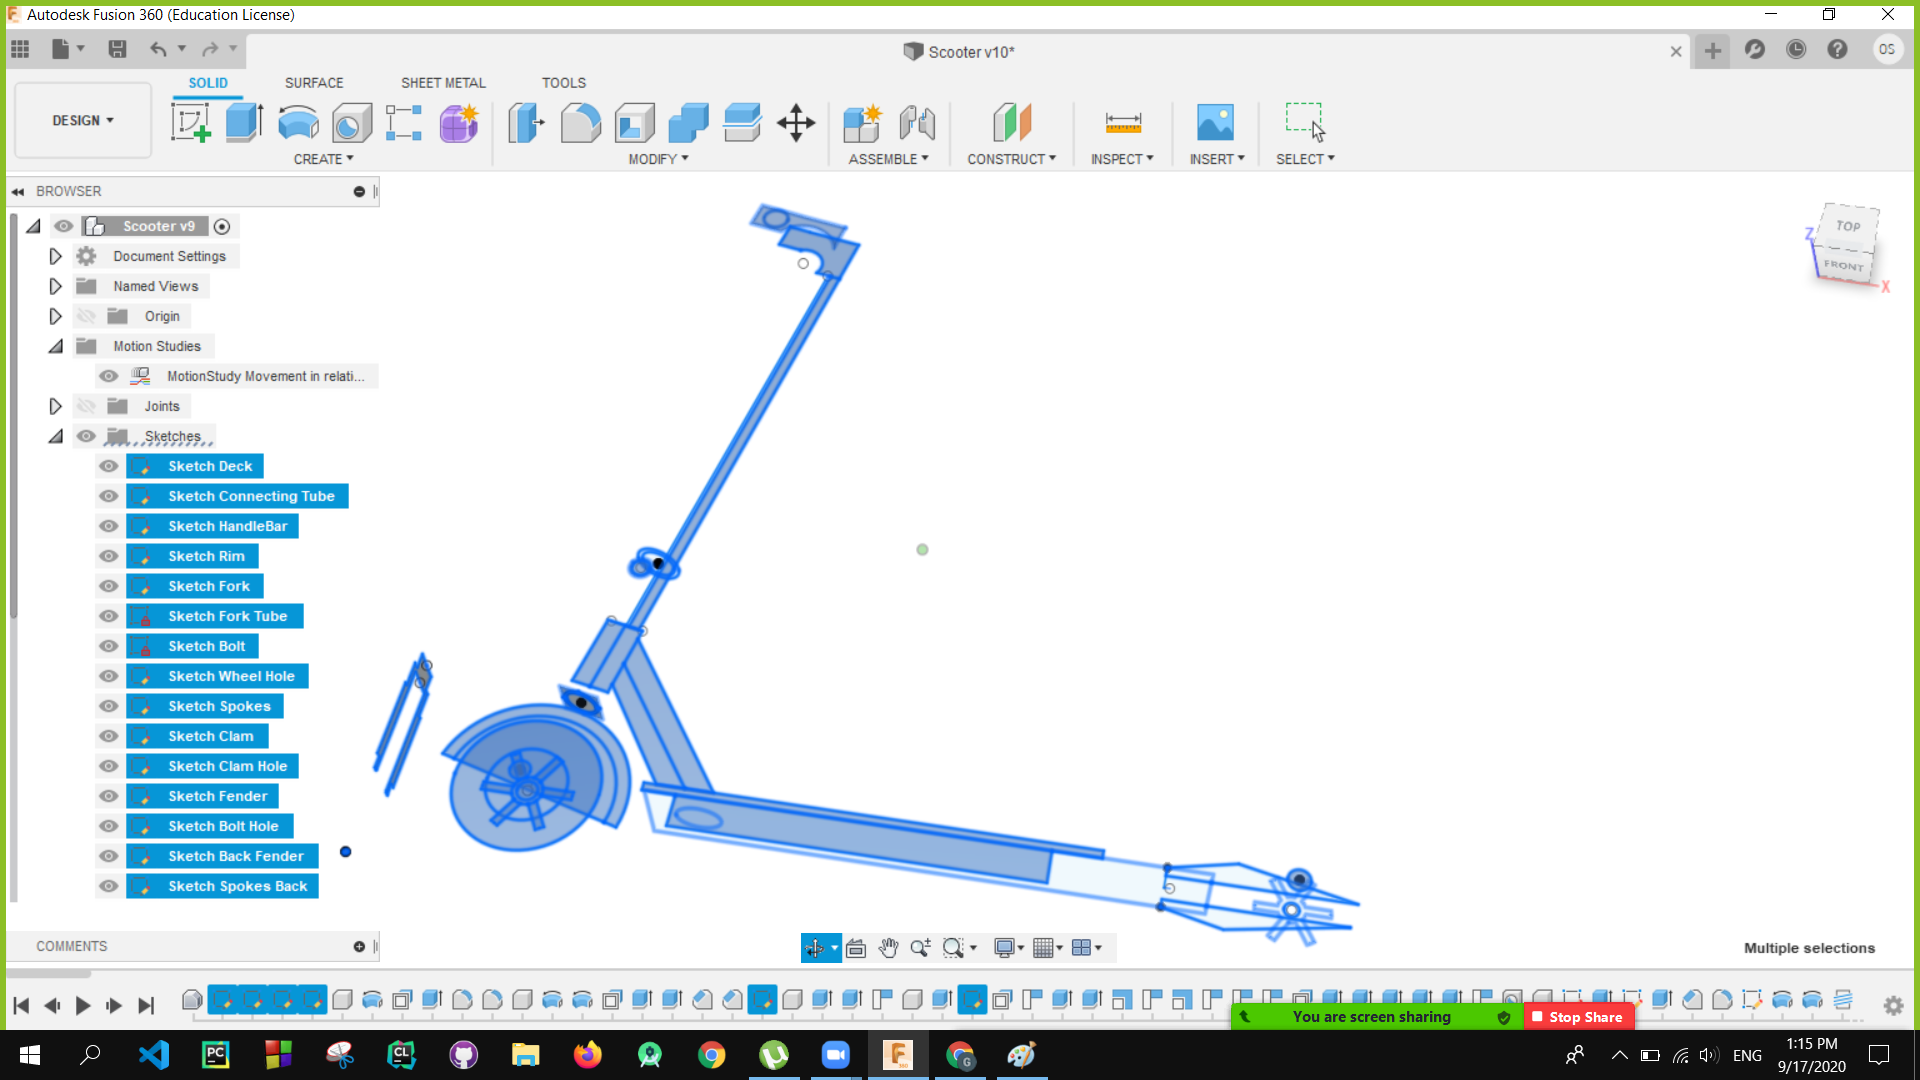 Autodesk Fusion 360 (Education License)
Scooter v10*
OS
SOLID SURFACE SHEET METAL TOOLS
DESIGN
CREATE MODIFY ASSEMBLE CONSTRUCT INSPECT INSERT SELECT
BROWSER
Scooter v9
Document Settings
Named Views
Origin
Motion Studies
MotionStudy Movement in relati...
Joints
Sketches
Sketch Deck
Sketch Connecting Tube
Sketch HandleBar
Sketch Rim
Sketch Fork
Sketch Fork Tube
Sketch Bolt
Sketch Wheel Hole
Sketch Spokes
Sketch Clam
Sketch Clam Hole
Sketch Fender
Sketch Bolt Hole
Sketch Back Fender
Sketch Spokes Back
TOP
Z
FRONT
X
COMMENTS
Multiple selections
You are screen sharing Stop Share
PC
CL
G
F
360
ENG
1:15 PM
9/17/2020